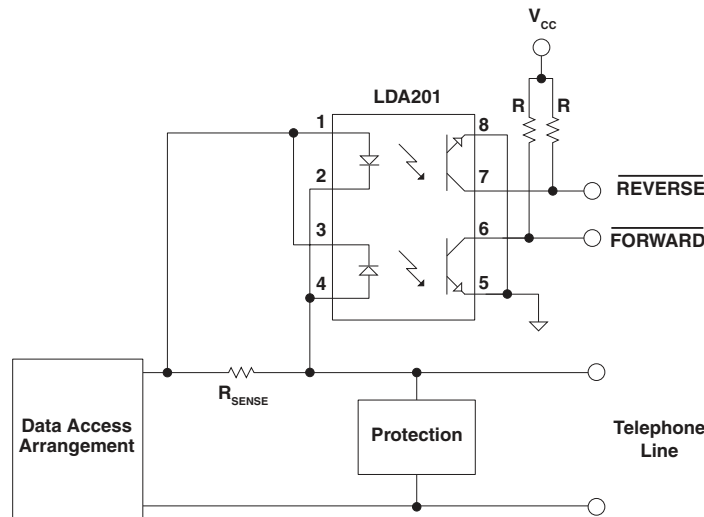 V_CC
LDA201
R R
1
8
2
7
REVERSE
3
6
FORWARD
4
5
R_SENSE
Data Access
Arrangement
Protection
Telephone
Line